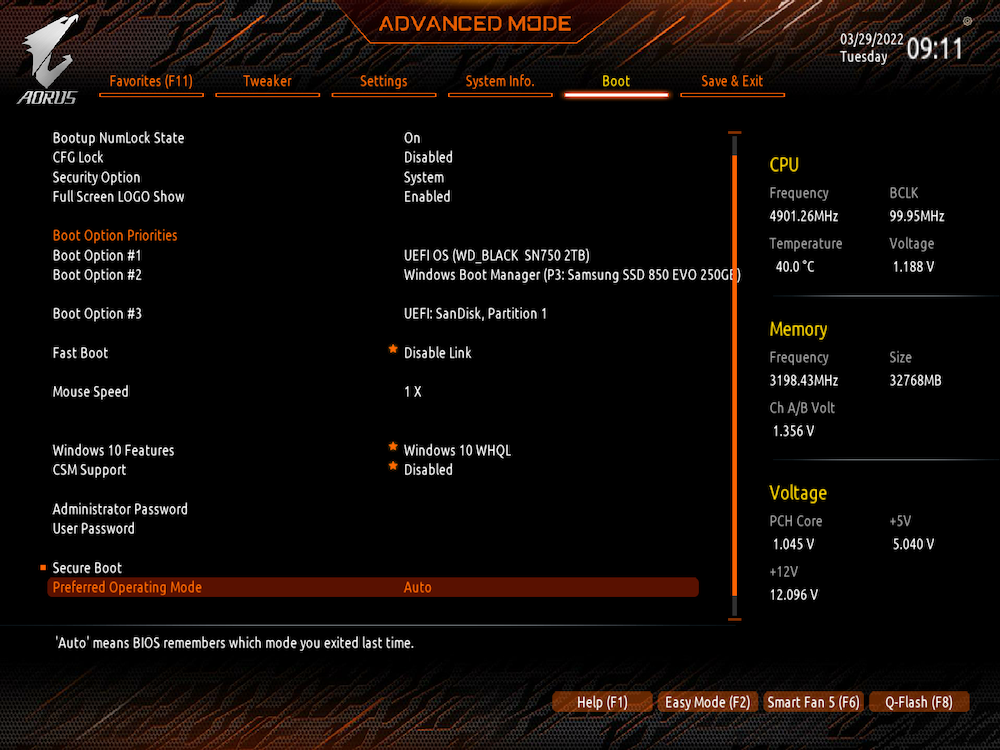 ADVANCED MODE
03/29/2022 09:11
Tuesday
AORUS
Favorites (F11) Tweaker Settings System Info. Boot Save & Exit
Bootup NumLock State On
CFG Lock Disabled
Security Option System
Full Screen LOGO Show Enabled
Boot Option Priorities
Boot Option #1 UEFI OS (WD_BLACK SN750 2TB)
Boot Option #2 Windows Boot Manager (P3: Samsung SSD 850 EVO 250GB)
Boot Option #3 UEFI: SanDisk, Partition 1
Fast Boot Disable Link
Mouse Speed 1 X
Windows 10 Features Windows 10 WHQL
CSM Support Disabled
Administrator Password
User Password
Secure Boot
Preferred Operating Mode Auto
CPU
Frequency BCLK
4901.26MHz 99.95MHz
Temperature Voltage
40.0 °C 1.188 V
Memory
Frequency Size
3198.43MHz 32768MB
Ch A/B Volt
1.356 V
Voltage
PCH Core +5V
1.045 V 5.040 V
+12V
12.096 V
'Auto' means BIOS remembers which mode you exited last time.
Help (F1) Easy Mode (F2) Smart Fan 5 (F6) Q-Flash (F8)